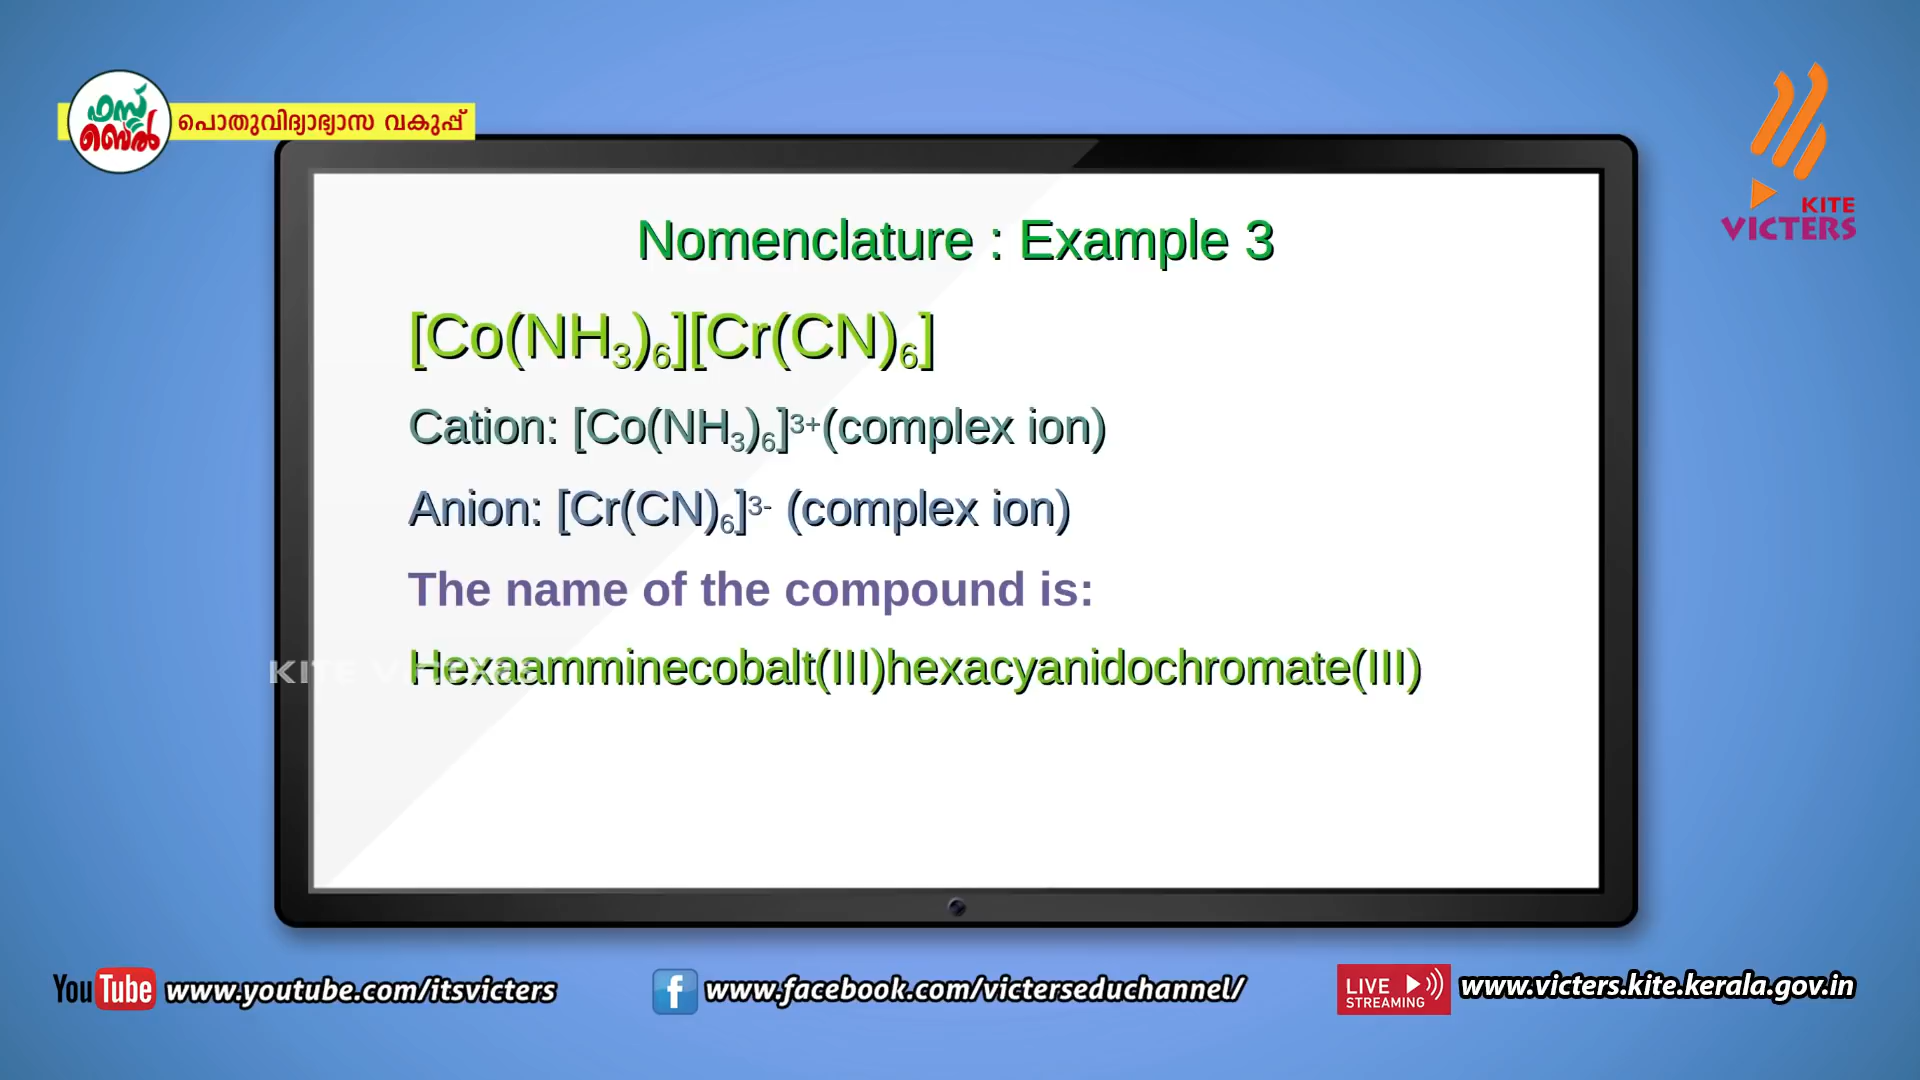 ഫസ്റ്റ്
ബെൽ
പൊതുവിദ്യാഭ്യാസ വകുപ്പ്
KITE
VICTERS
Nomenclature : Example 3
[Co(NH₃)₆][Cr(CN)₆]
Cation: [Co(NH₃)₆]³⁺(complex ion)
Anion: [Cr(CN)₆]³⁻ (complex ion)
The name of the compound is:
KITE VICTERS
Hexaamminecobalt(III)hexacyanidochromate(III)
YouTube www.youtube.com/itsvicters
f www.facebook.com/victerseduchannel/
LIVE STREAMING www.victers.kite.kerala.gov.in